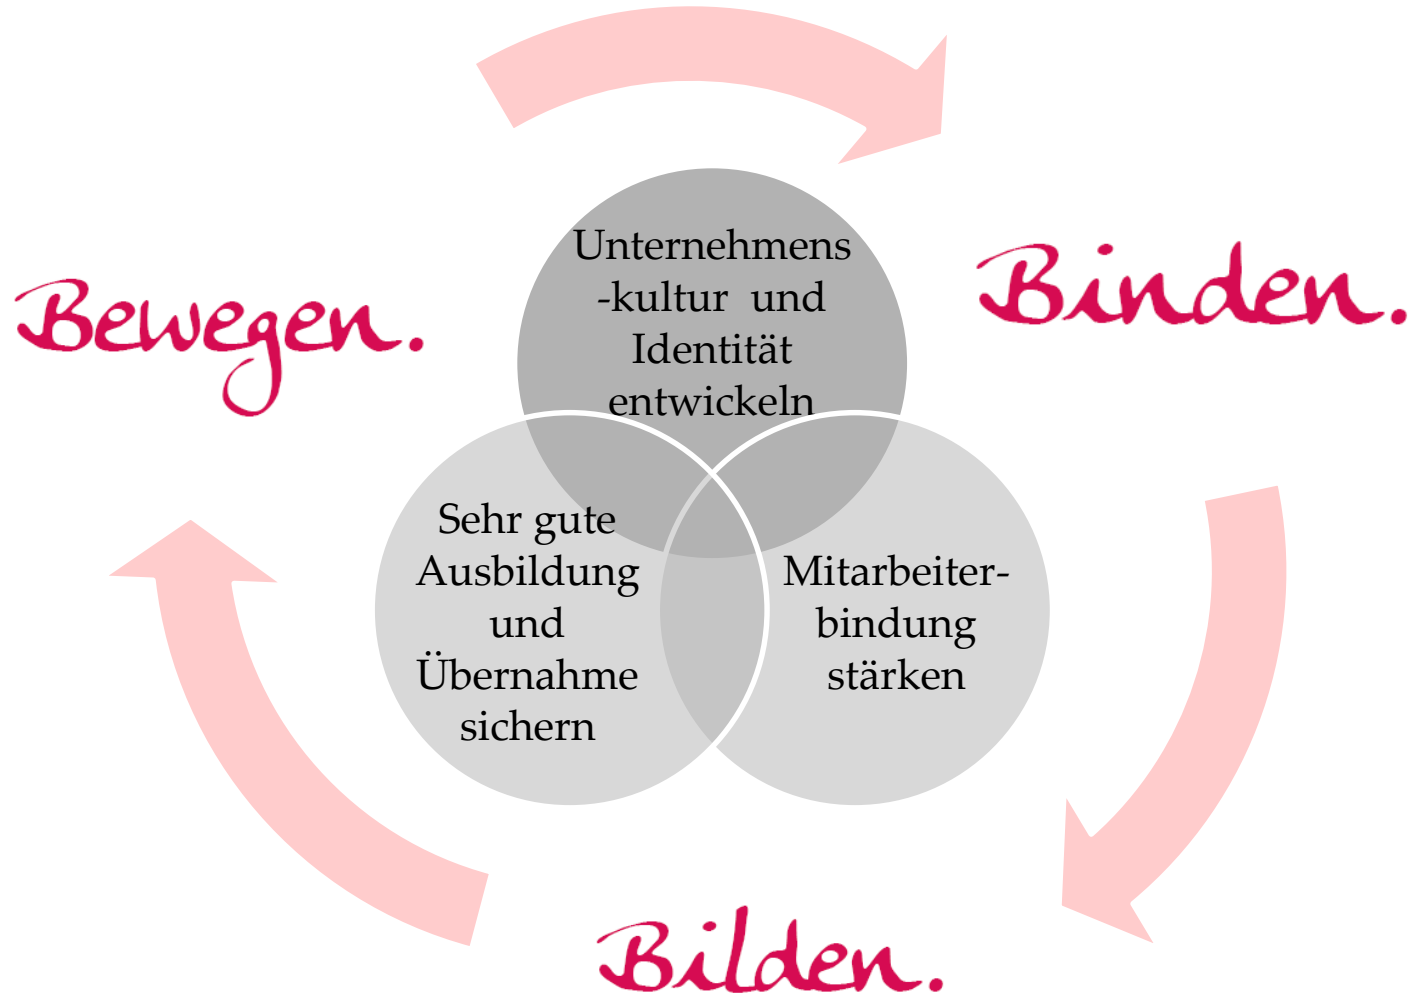 Bewegen.
Binden.
Unternehmens
-kultur und
Identität
entwickeln
Sehr gute
Ausbildung
und
Übernahme
sichern
Mitarbeiter-
bindung
stärken
Bilden.